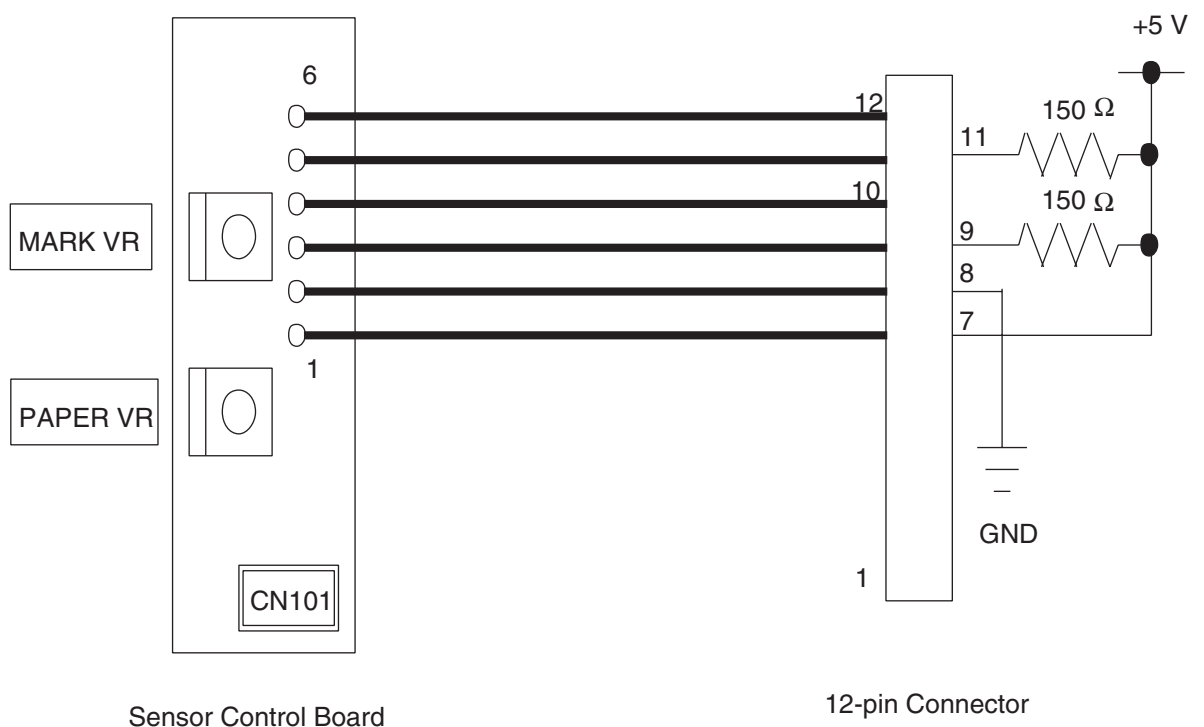 +5 V
6
12
150 Ω
11
10
150 Ω
MARK VR
9
8
7
1
PAPER VR
GND
1
CN101
12-pin Connector
Sensor Control Board